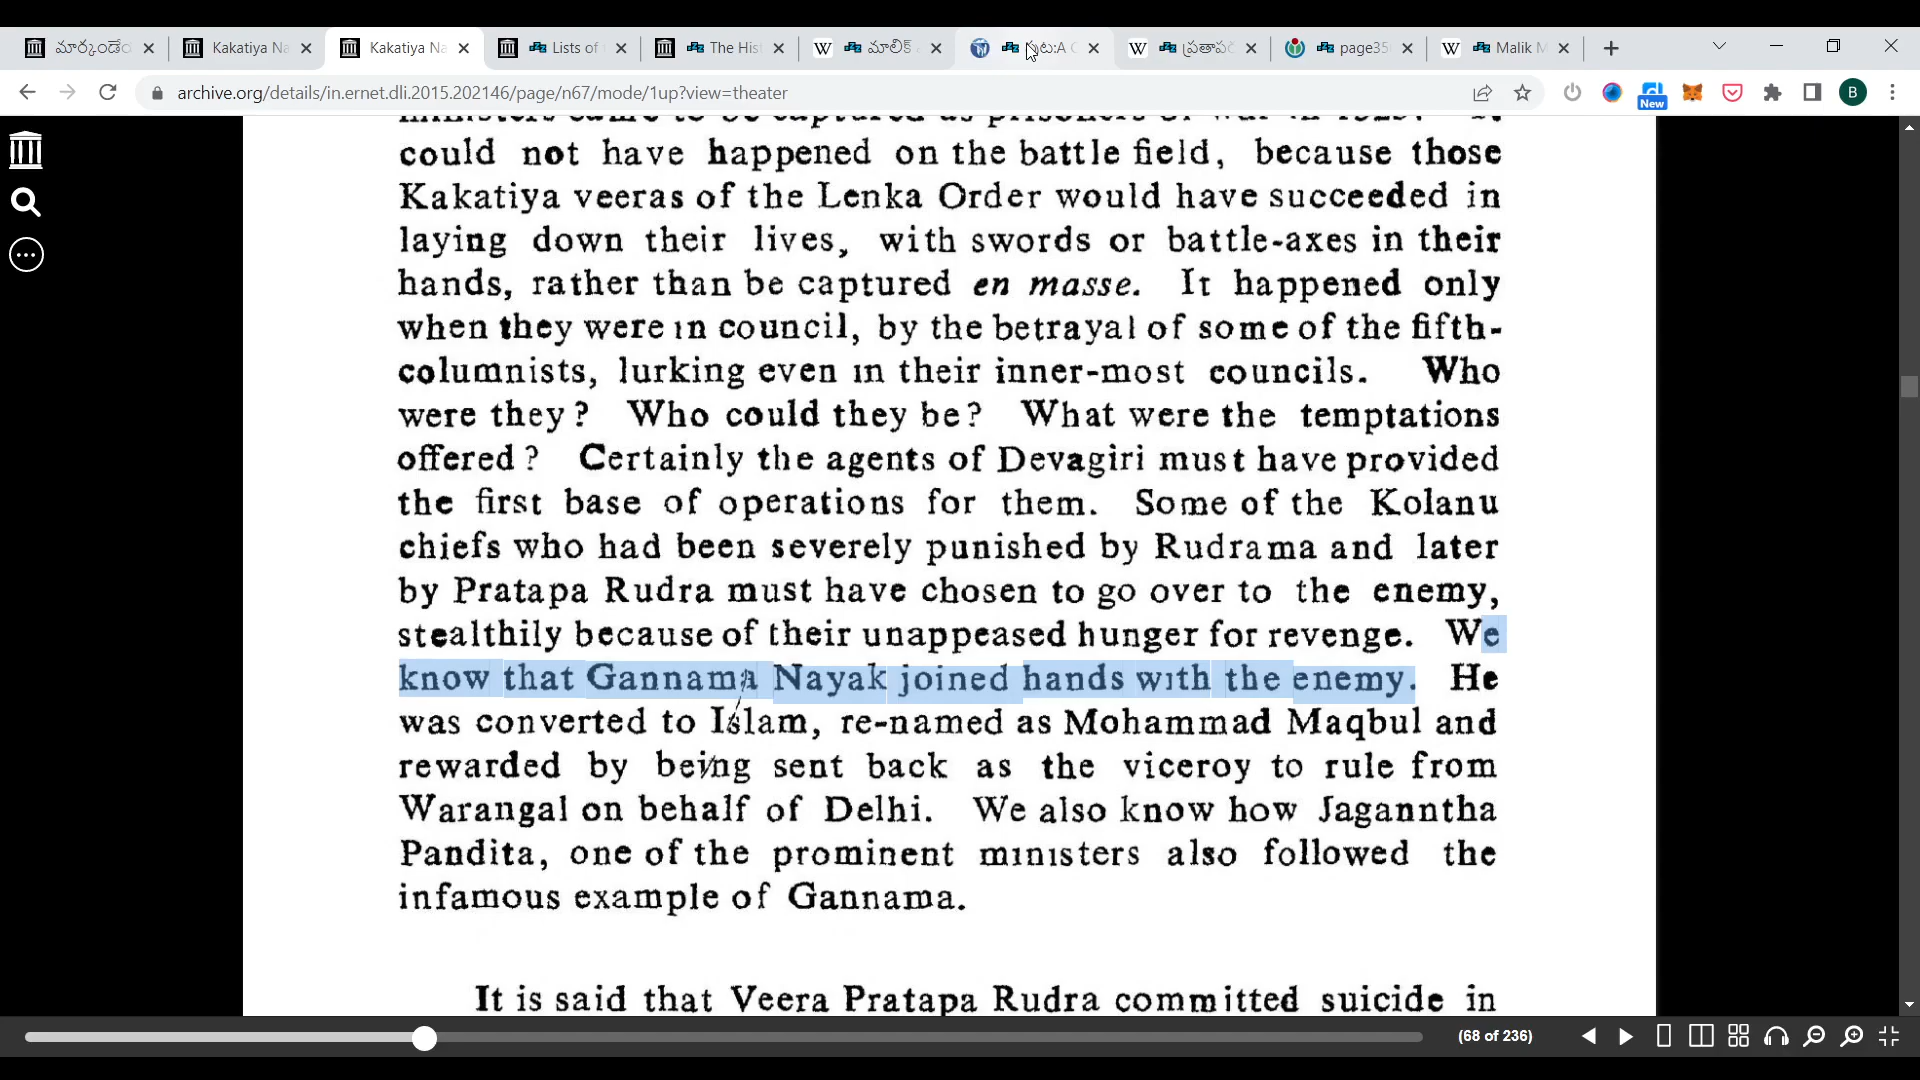 మార్కండేయ
Kakatiya Na
Kakatiya Na
Lists of
The Hist
మాలిక్
పుట:A C
ప్రతాప
page35
Malik M
archive.org/details/in.ernet.dli.2015.202146/page/n67/mode/1up?view=theater
New
B
could not have happened on the battle field, because those
Kakatiya veeras of the Lenka Order would have succeeded in
laying down their lives, with swords or battle-axes in their
hands, rather than be captured en masse. It happened only
when they were in council, by the betrayal of some of the fifth-
columnists, lurking even in their inner-most councils. Who
were they? Who could they be? What were the temptations
offered? Certainly the agents of Devagiri must have provided
the first base of operations for them. Some of the Kolanu
chiefs who had been severely punished by Rudrama and later
by Pratapa Rudra must have chosen to go over to the enemy,
stealthily because of their unappeased hunger for revenge. We
know that Gannama Nayak joined hands with the enemy. He
was converted to Islam, re-named as Mohammad Maqbul and
rewarded by being sent back as the viceroy to rule from
Warangal on behalf of Delhi. We also know how Jaganntha
Pandita, one of the prominent ministers also followed the
infamous example of Gannama.
It is said that Veera Pratapa Rudra committed suicide in
(68 of 236)